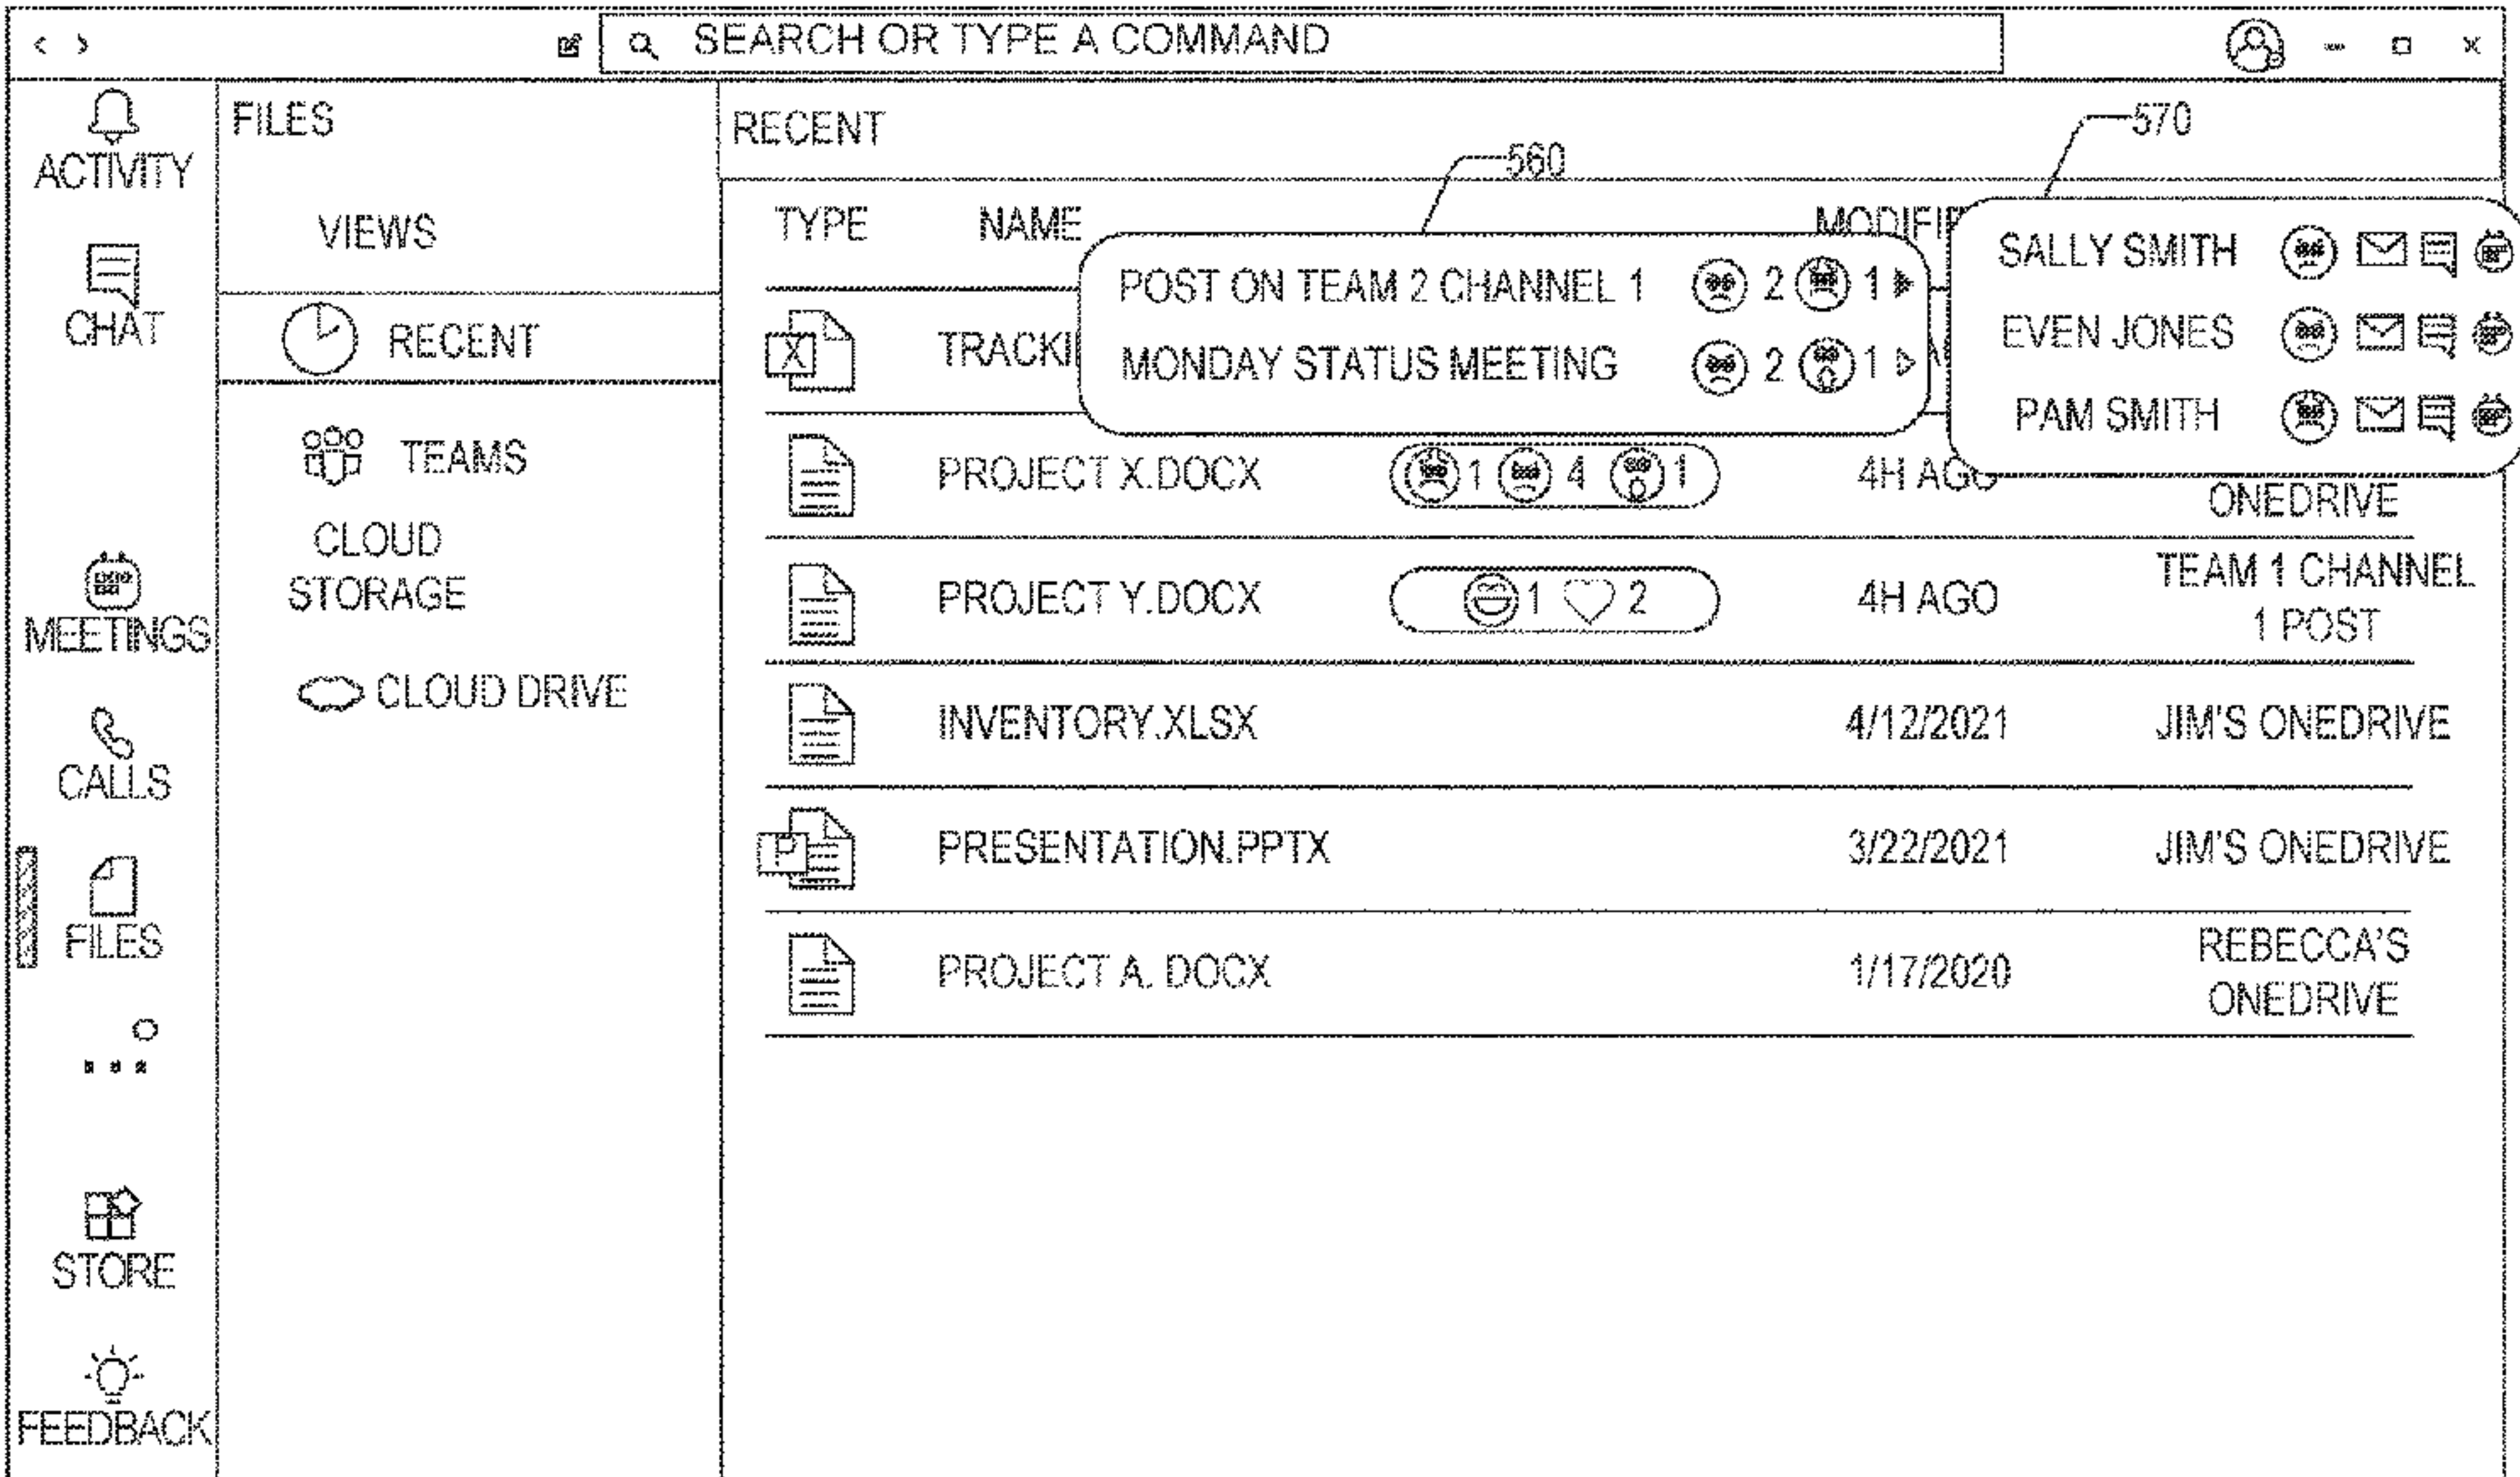 SEARCH OR TYPE A COMMAND
ACTIVITY
CHAT
MEETINGS
CALLS
FILES
STORE
FEEDBACK
FILES
VIEWS
RECENT
TEAMS
CLOUD
STORAGE
CLOUD DRIVE
RECENT
560
570
TYPE NAME
POST ON TEAM 2 CHANNEL 1 2 1
MONDAY STATUS MEETING 2 1
SALLY SMITH
EVEN JONES
PAM SMITH
X
PROJECT X.DOCX 1 4 1 4H AGO
ONEDRIVE
PROJECT Y.DOCX 1 2 4H AGO TEAM 1 CHANNEL
1 POST
INVENTORY.XLSX 4/12/2021 JIM'S ONEDRIVE
P PRESENTATION.PPTX 3/22/2021 JIM'S ONEDRIVE
PROJECT A. DOCX 1/17/2020 REBECCA'S
ONEDRIVE